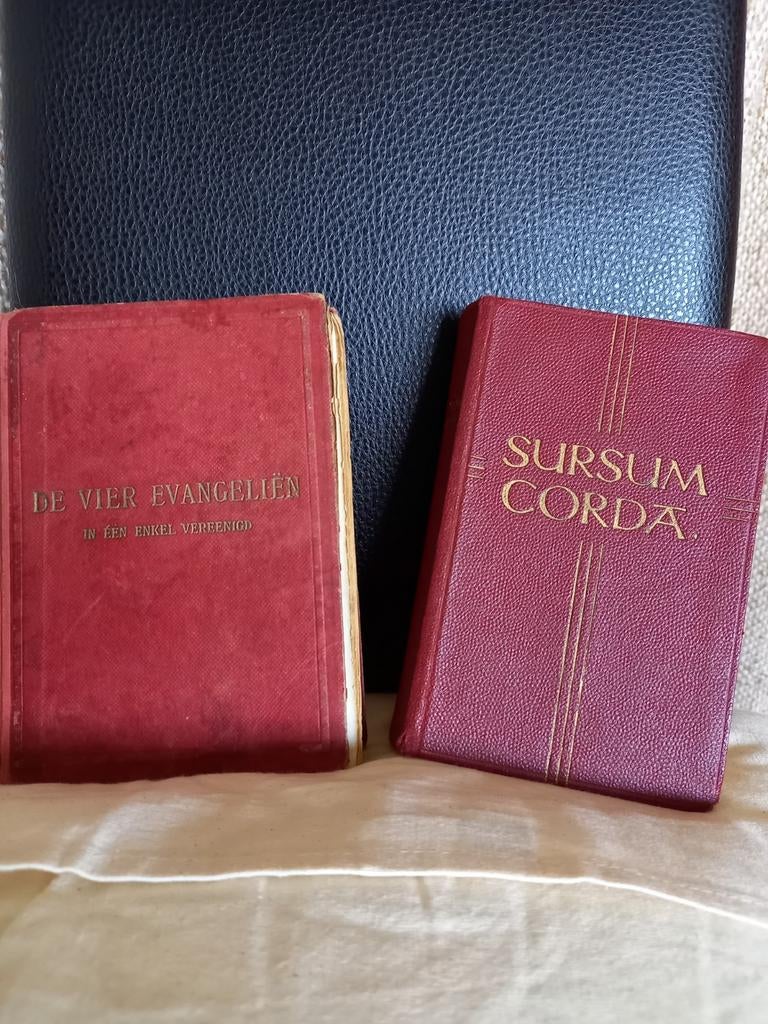 DE VIER EVANGELIËN
IN ÉÉN ENKEL VEREENIGD
SURSUM
CORDA.